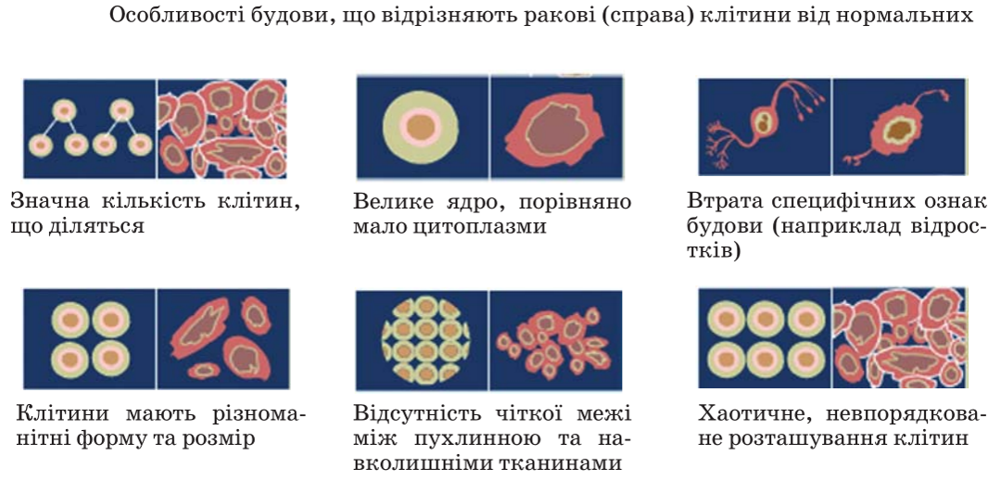 Особливості будови, що відрізняють ракові (справа) клітини від нормальних
Значна кількість клітин,
що діляться
Велике ядро, порівняно
мало цитоплазми
Втрата специфічних ознак
будови (наприклад відрос-
тків)
Клітини мають різнома-
нітні форму та розмір
Відсутність чіткої межі
між пухлинною та на-
вколишніми тканинами
Хаотичне, невпорядкова-
не розташування клітин